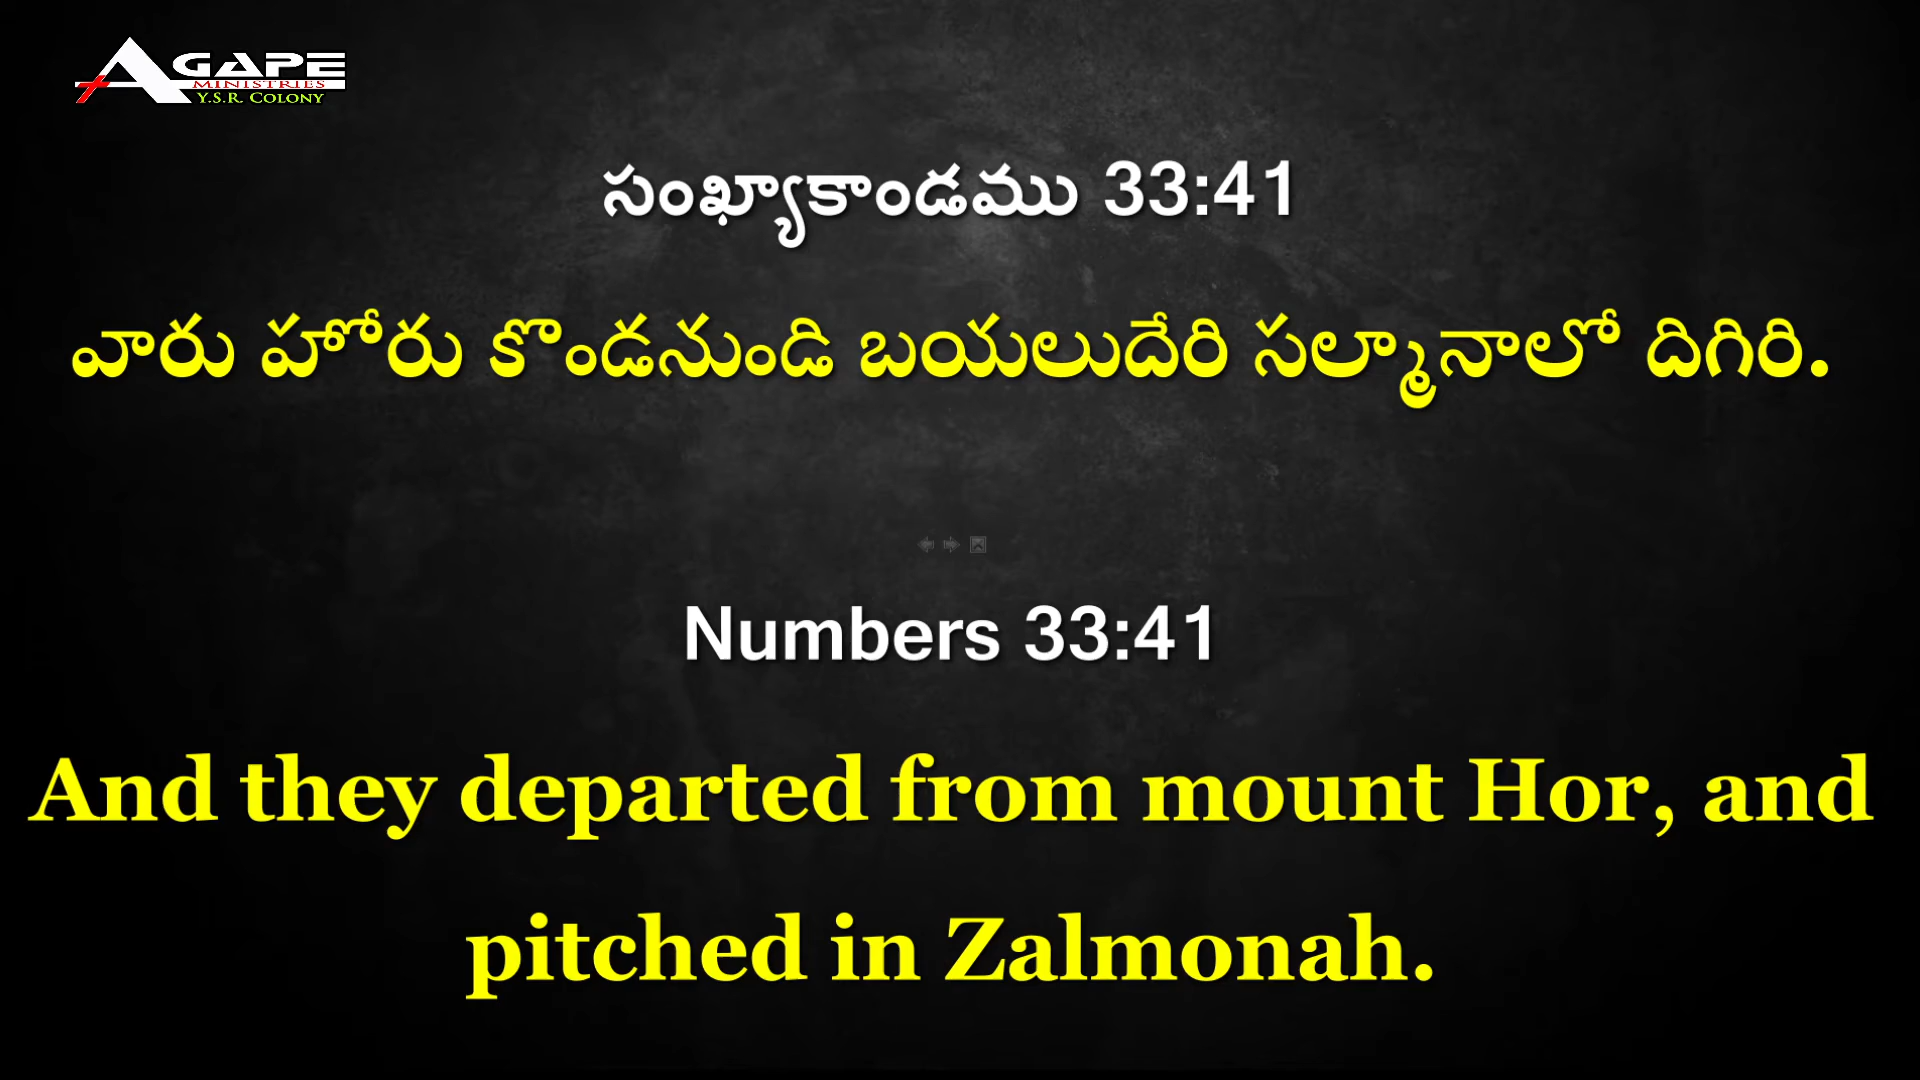 AGAPE
MINISTRIES
Y.S.R. COLONY
సంఖ్యాకాండము 33:41
వారు హోరు కొండనుండి బయలుదేరి సల్మానాలో దిగిరి.
Numbers 33:41
And they departed from mount Hor, and
pitched in Zalmonah.